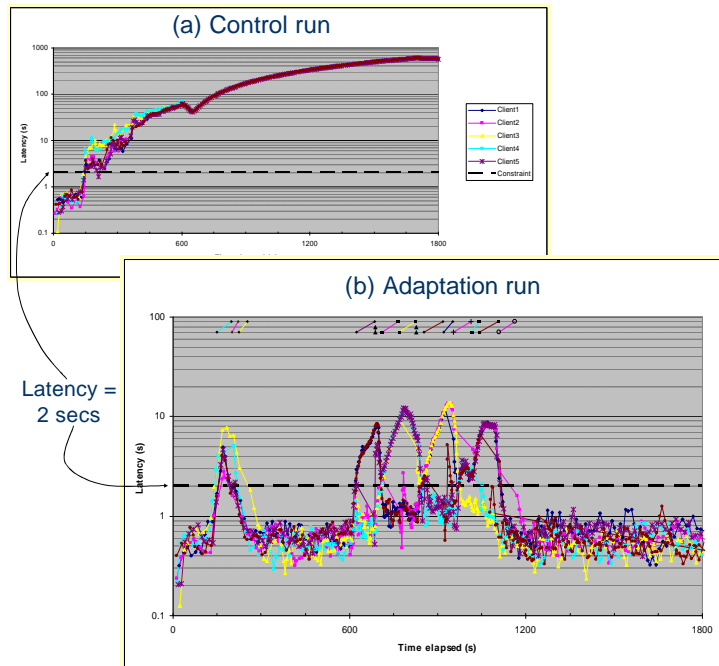 (a) Control run
1000
100
10
1
0.1
Latency (s)
0
600
1200
1800
Client1
Client2
Client3
Client4
Client5
Constraint
Latency =
2 secs
(b) Adaptation run
100
10
1
0.1
Latency (s)
0
600
1200
1800
Time elapsed (s)